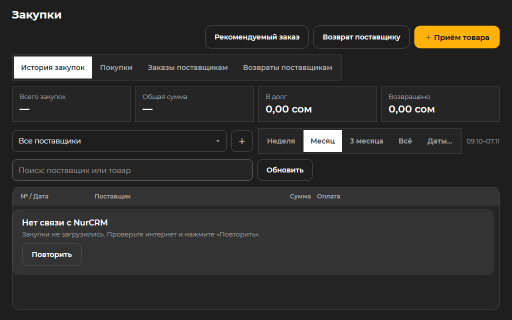 Закупки
Рекомендуемый заказ
Возврат поставщику
+ Приём товара
История закупок
Покупки
Заказы поставщикам
Возвраты поставщикам
Всего закупок
Общая сумма
В долг
Возвращено
—
—
0,00 сом
0,00 сом
Все поставщики
+
Неделя
Месяц
3 месяца
Всё
Даты...
09.10–07.11
Поиск: поставщик или товар
Обновить
№ / Дата
Поставщик
Сумма
Оплата
Нет связи с NurCRM
Закупки не загрузились. Проверьте интернет и нажмите «Повторить».
Повторить